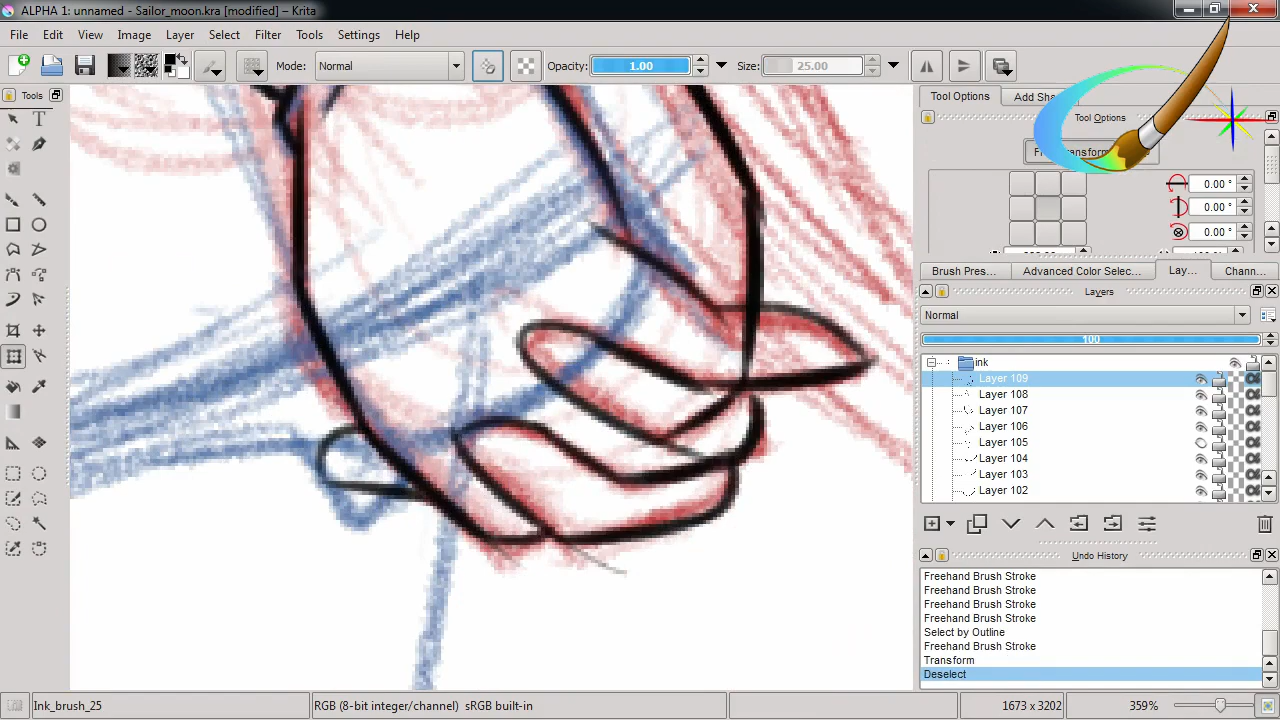 ALPHA 1: unnamed - Sailor_moon.kra [modified] – Krita
File Edit View Image Layer Select Filter Tools Settings Help
Mode: Normal Opacity: 1.00 Size: 25.00
Tools
Tool Options Add Sha
Tool Options
0.00 °
0.00 °
0.00 °
Brush Pres... Advanced Color Selec... Lay... Chann...
Layers
Normal
100
ink
Layer 109
Layer 108
Layer 107
Layer 106
Layer 105
Layer 104
Layer 103
Layer 102
Undo History
Freehand Brush Stroke
Freehand Brush Stroke
Freehand Brush Stroke
Freehand Brush Stroke
Select by Outline
Freehand Brush Stroke
Transform
Deselect
Ink_brush_25 RGB (8-bit integer/channel) sRGB built-in 1673 x 3202 359%